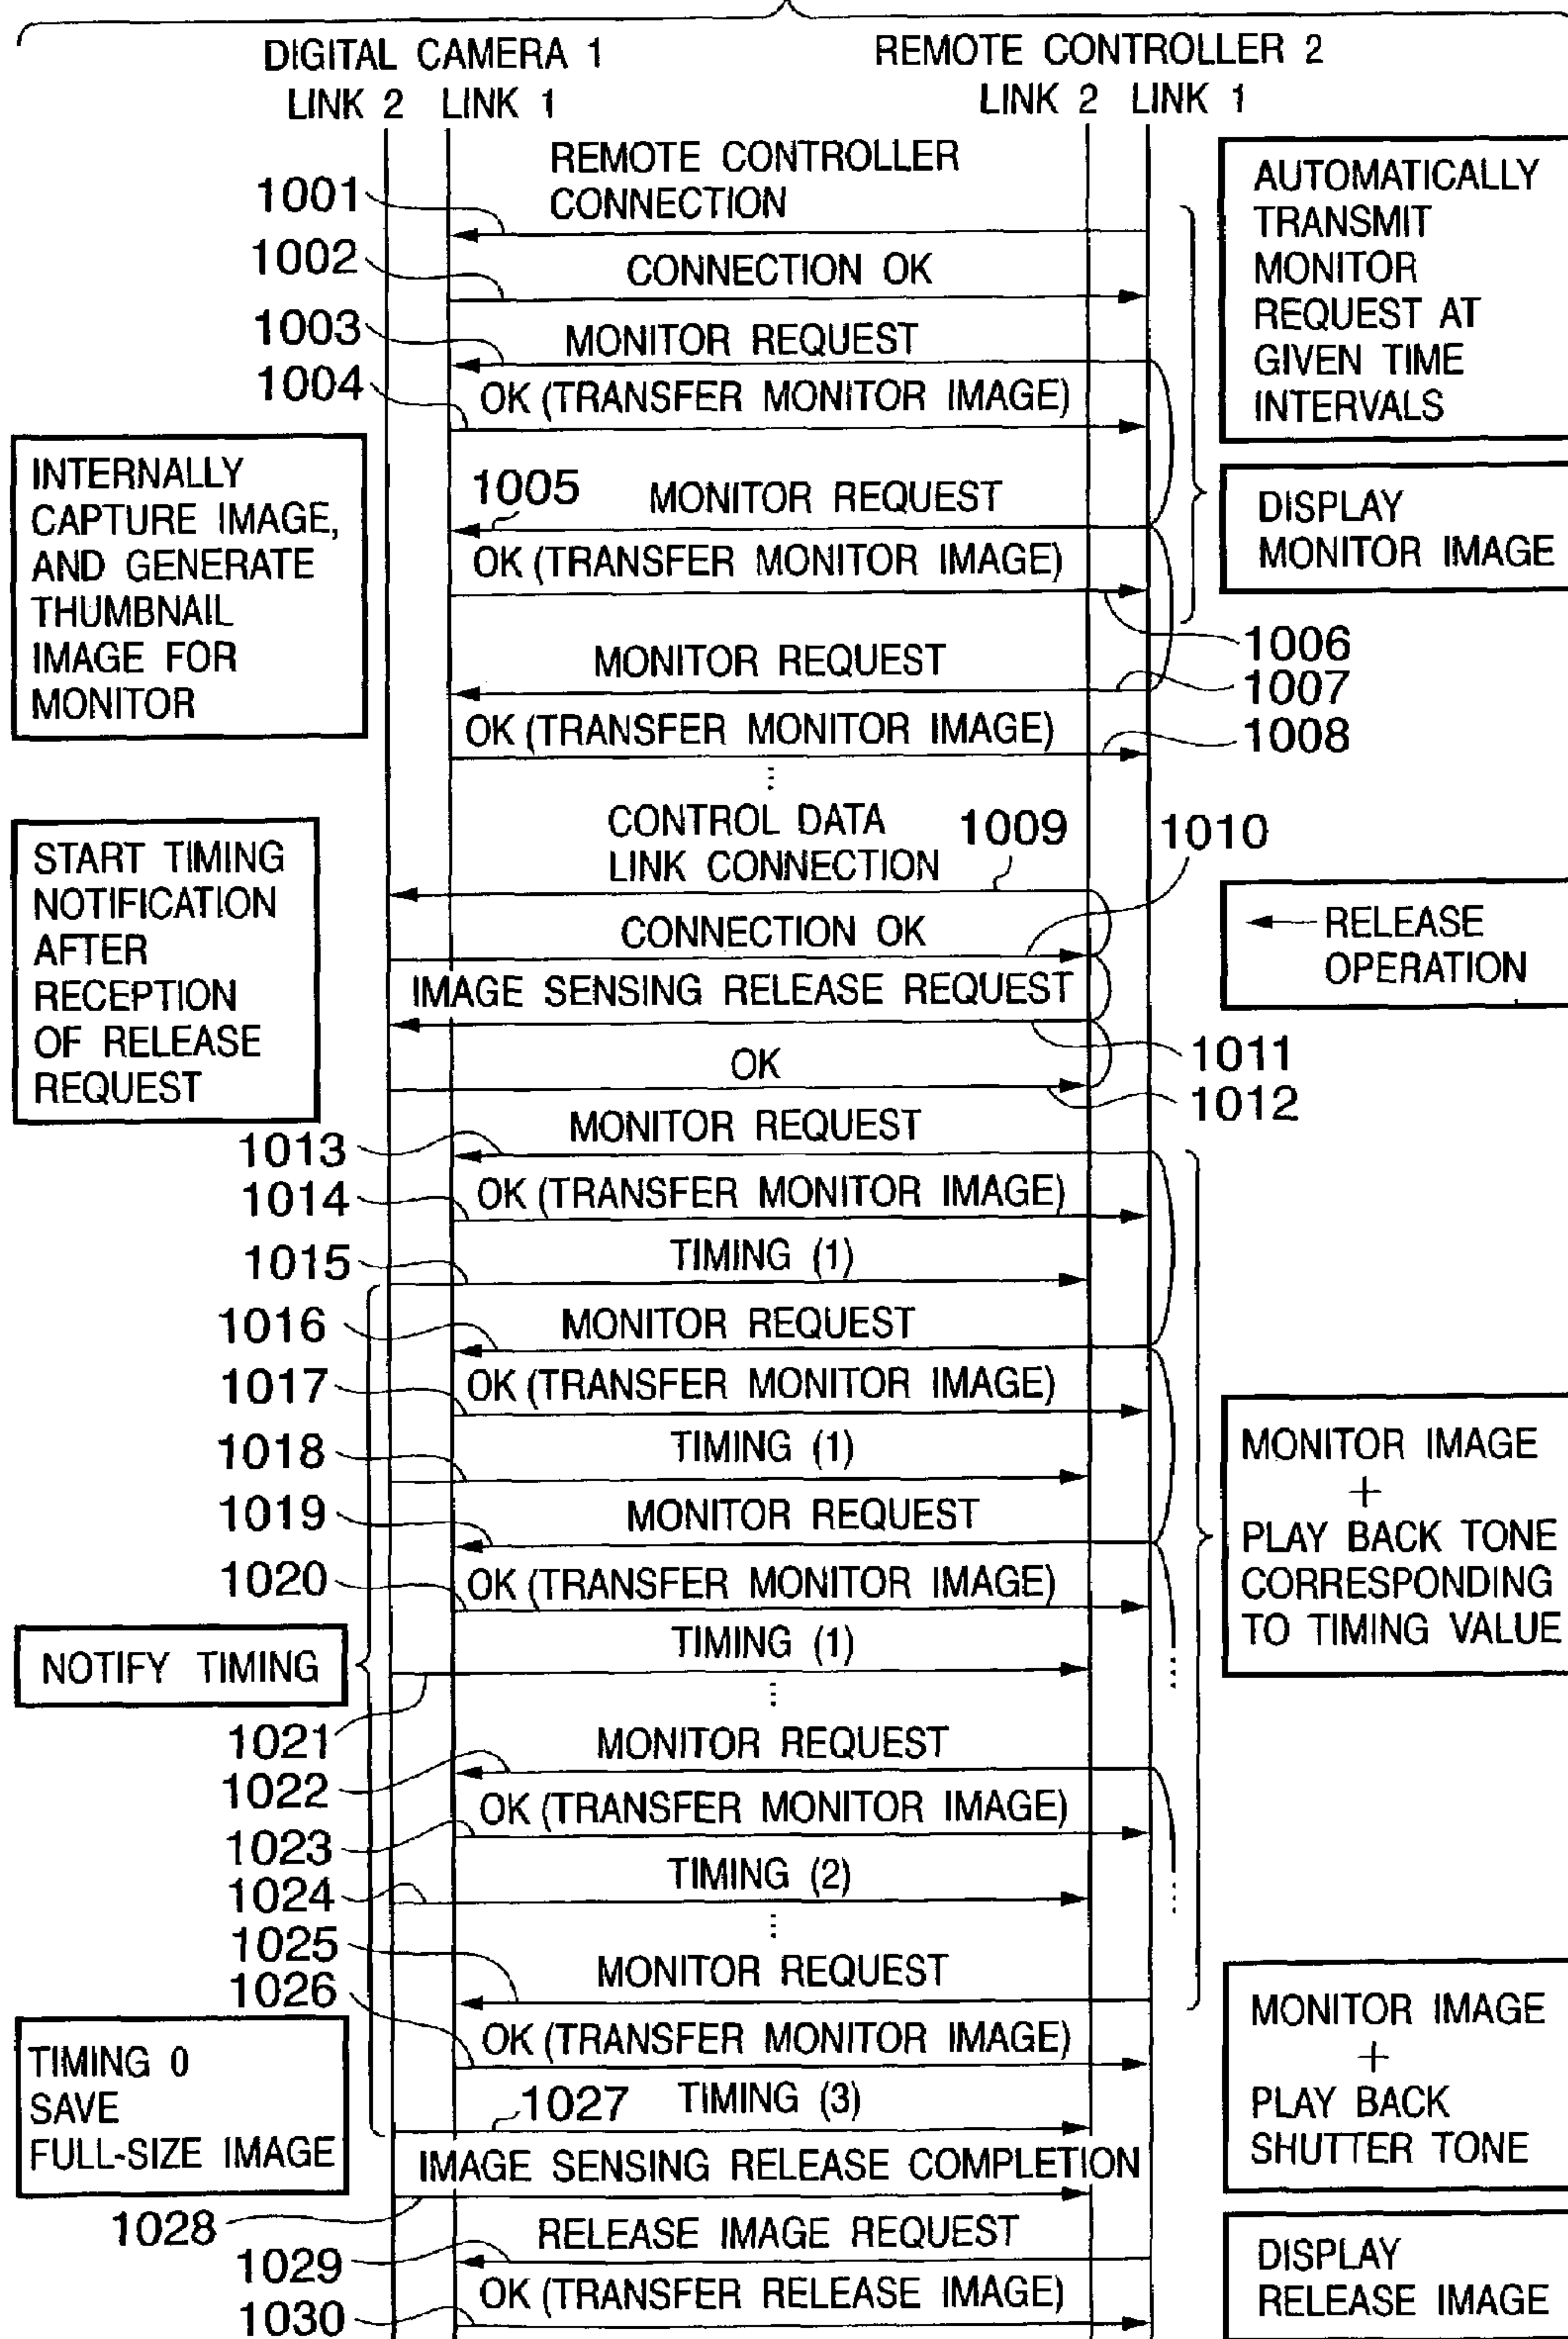 DIGITAL CAMERA 1
REMOTE CONTROLLER 2
LINK 2 LINK 1
LINK 2 LINK 1
REMOTE CONTROLLER
CONNECTION
1001
1002
CONNECTION OK
1003
MONITOR REQUEST
1004
OK (TRANSFER MONITOR IMAGE)
AUTOMATICALLY
TRANSMIT
MONITOR
REQUEST AT
GIVEN TIME
INTERVALS
INTERNALLY
CAPTURE IMAGE,
AND GENERATE
THUMBNAIL
IMAGE FOR
MONITOR
1005
MONITOR REQUEST
OK (TRANSFER MONITOR IMAGE)
DISPLAY
MONITOR IMAGE
1006
MONITOR REQUEST
1007
OK (TRANSFER MONITOR IMAGE)
1008
START TIMING
NOTIFICATION
AFTER
RECEPTION
OF RELEASE
REQUEST
CONTROL DATA
LINK CONNECTION
1009
1010
CONNECTION OK
RELEASE
OPERATION
IMAGE SENSING RELEASE REQUEST
1011
OK
1012
MONITOR REQUEST
1013
OK (TRANSFER MONITOR IMAGE)
1014
TIMING (1)
1015
MONITOR REQUEST
1016
OK (TRANSFER MONITOR IMAGE)
1017
TIMING (1)
1018
MONITOR REQUEST
1019
OK (TRANSFER MONITOR IMAGE)
1020
MONITOR IMAGE
+
PLAY BACK TONE
CORRESPONDING
TO TIMING VALUE
NOTIFY TIMING
TIMING (1)
1021
MONITOR REQUEST
1022
OK (TRANSFER MONITOR IMAGE)
1023
TIMING (2)
1024
1025
MONITOR REQUEST
1026
OK (TRANSFER MONITOR IMAGE)
TIMING 0
SAVE
FULL-SIZE IMAGE
1027
TIMING (3)
MONITOR IMAGE
+
PLAY BACK
SHUTTER TONE
IMAGE SENSING RELEASE COMPLETION
1028
RELEASE IMAGE REQUEST
1029
OK (TRANSFER RELEASE IMAGE)
1030
DISPLAY
RELEASE IMAGE